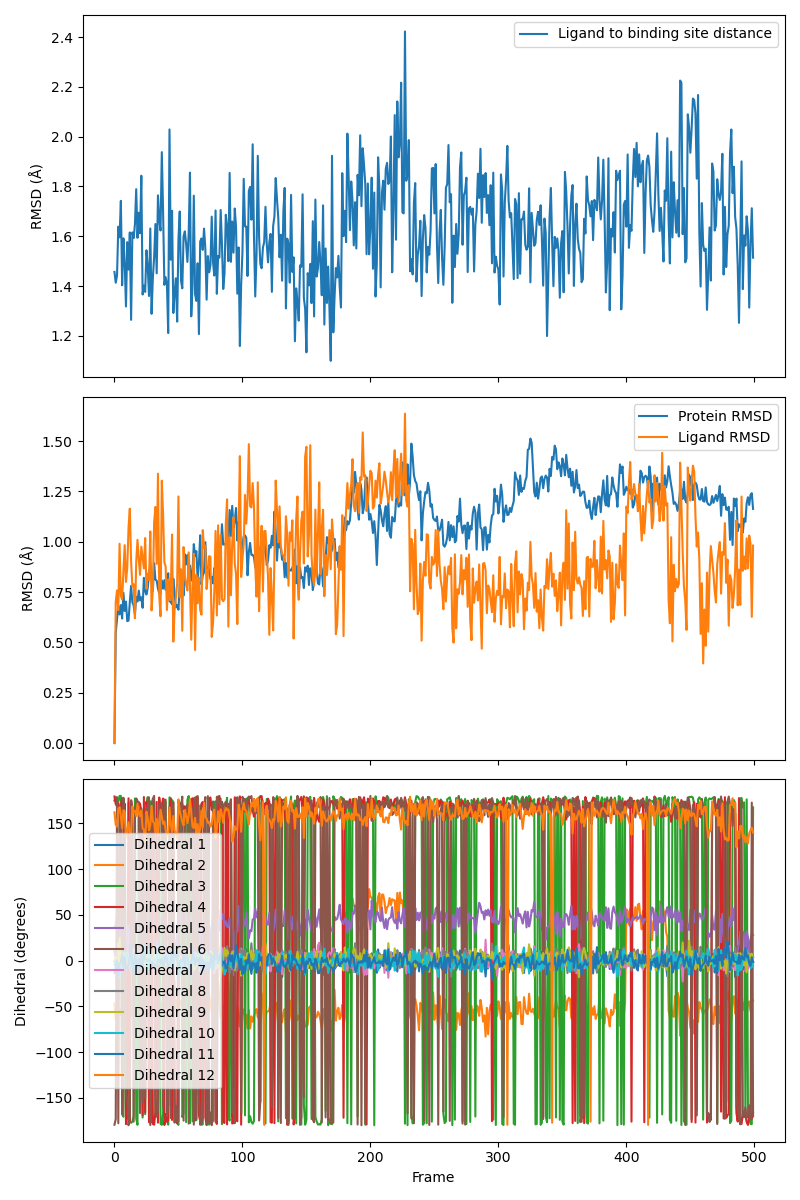 2.4
2.2
2.0
1.8
1.6
1.4
1.2
RMSD (Å)
Ligand to binding site distance
1.50
1.25
1.00
0.75
0.50
0.25
0.00
RMSD (Å)
Protein RMSD
Ligand RMSD
150
100
50
0
−50
−100
−150
Dihedral (degrees)
Dihedral 1
Dihedral 2
Dihedral 3
Dihedral 4
Dihedral 5
Dihedral 6
Dihedral 7
Dihedral 8
Dihedral 9
Dihedral 10
Dihedral 11
Dihedral 12
0 100 200 300 400 500
Frame